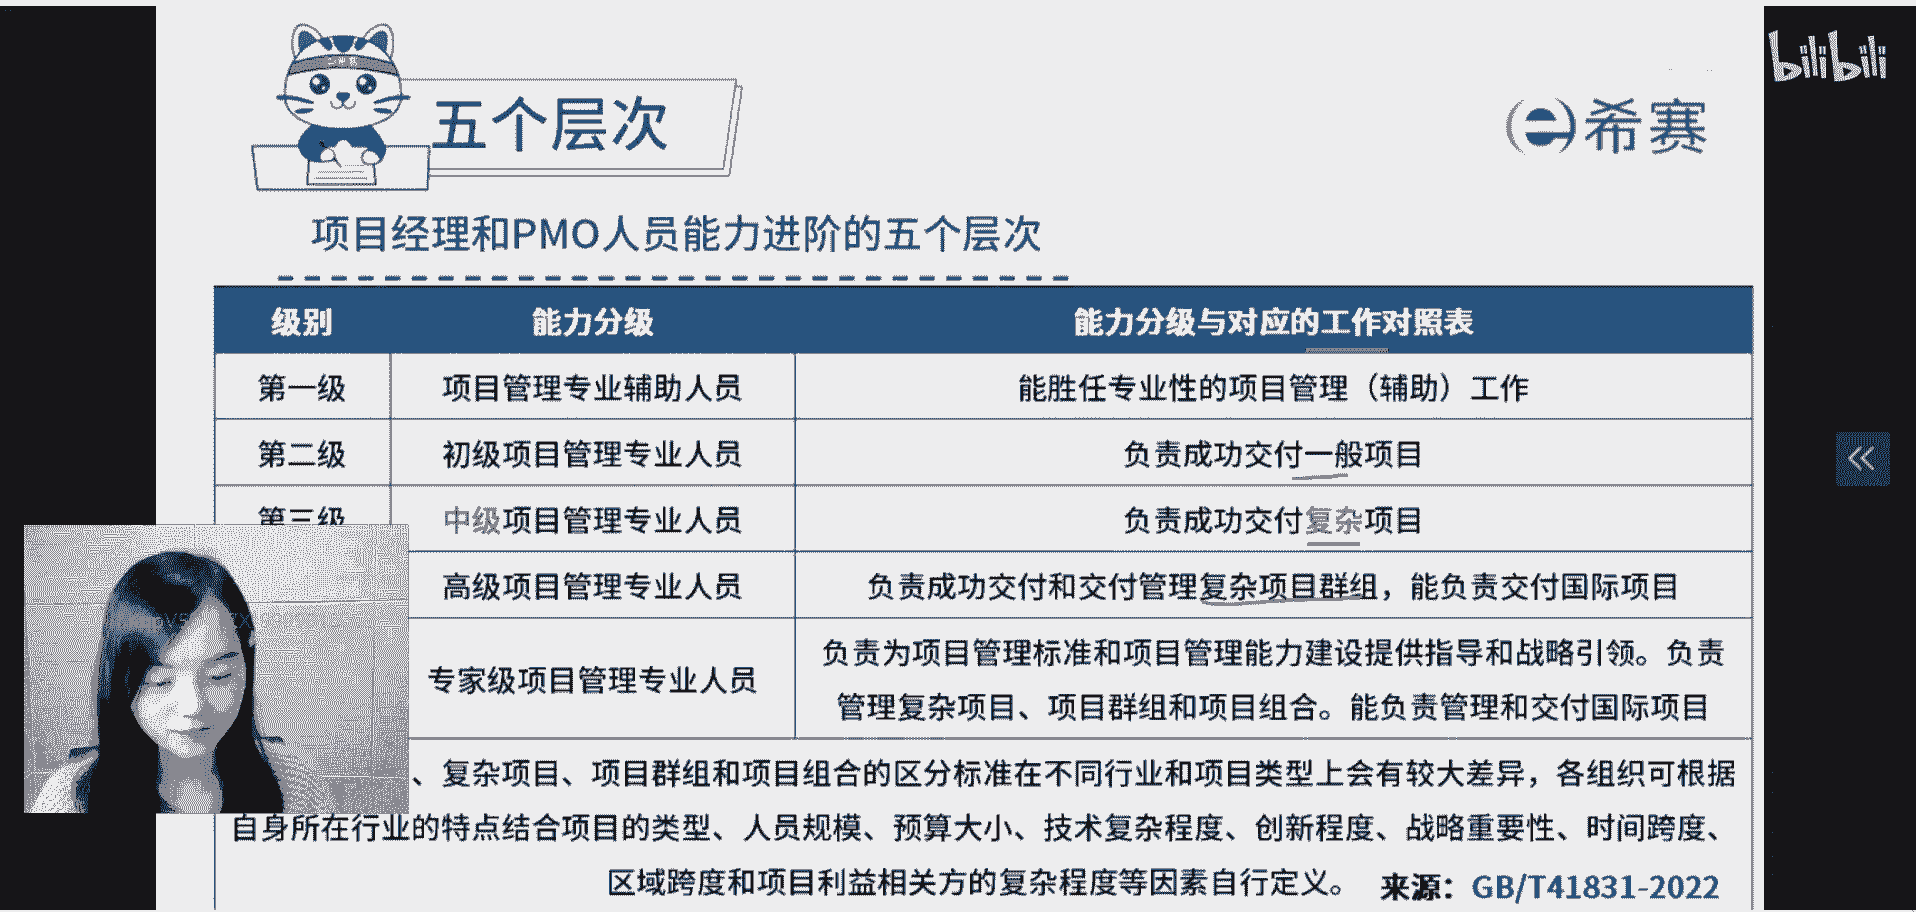 bilibili
五个层次
希赛
项目经理和PMO人员能力进阶的五个层次
级别 能力分级 能力分级与对应的工作对照表
第一级 项目管理专业辅助人员 能胜任专业性的项目管理（辅助）工作
第二级 初级项目管理专业人员 负责成功交付一般项目
第三级 中级项目管理专业人员 负责成功交付复杂项目
高级项目管理专业人员 负责成功交付和交付管理复杂项目群组，能负责交付国际项目
专家级项目管理专业人员 负责为项目管理标准和项目管理能力建设提供指导和战略引领。负责
管理复杂项目、项目群组和项目组合。能负责管理和交付国际项目
、复杂项目、项目群组和项目组合的区分标准在不同行业和项目类型上会有较大差异，各组织可根据
自身所在行业的特点结合项目的类型、人员规模、预算大小、技术复杂程度、创新程度、战略重要性、时间跨度、
区域跨度和项目利益相关方的复杂程度等因素自行定义。 来源：GB/T41831-2022